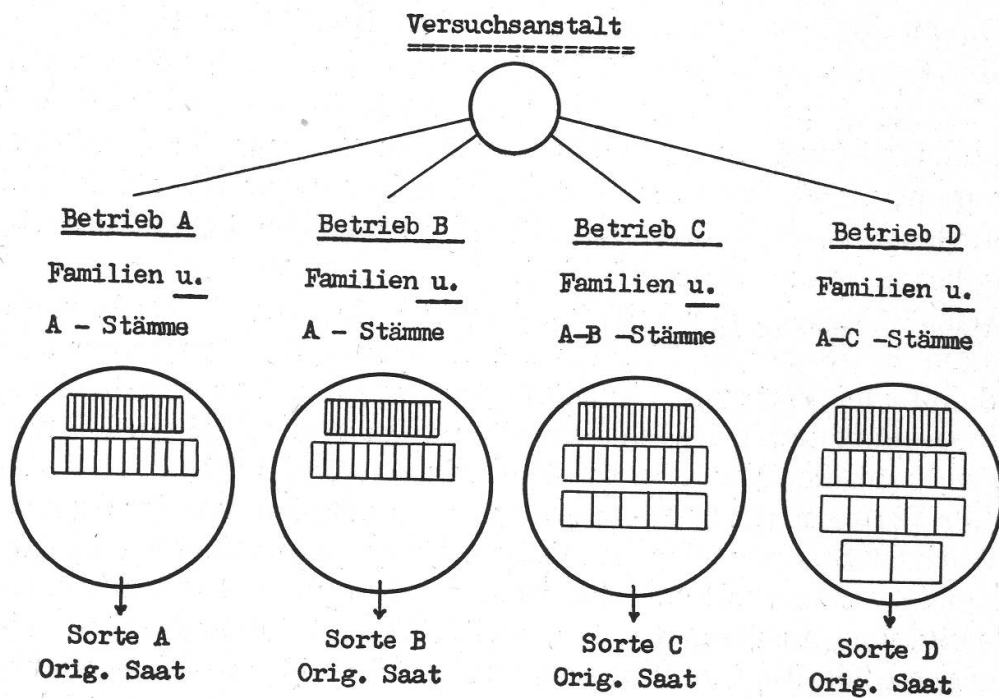 Versuchsanstalt
Betrieb A
Familien u.
A - Stämme
Betrieb B
Familien u.
A - Stämme
Betrieb C
Familien u.
A-B -Stämme
Betrieb D
Familien u.
A-C -Stämme
Sorte A
Orig. Saat
Sorte B
Orig. Saat
Sorte C
Orig. Saat
Sorte D
Orig. Saat